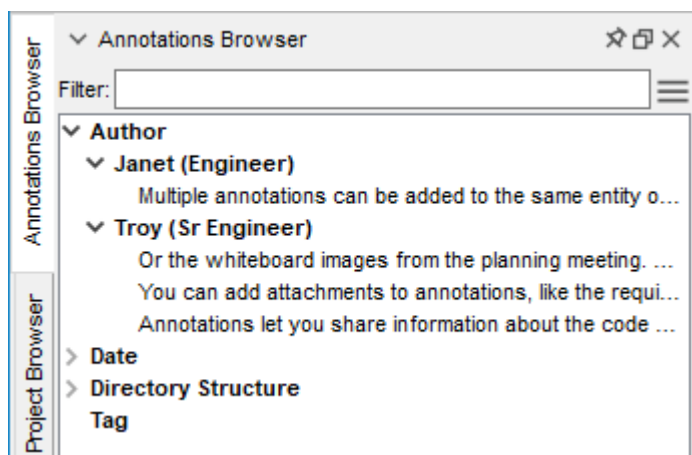 Annotations Browser
Project Browser
Annotations Browser
Filter:
Author
Janet (Engineer)
Multiple annotations can be added to the same entity o...
Troy (Sr Engineer)
Or the whiteboard images from the planning meeting. ...
You can add attachments to annotations, like the requi...
Annotations let you share information about the code ...
Date
Directory Structure
Tag